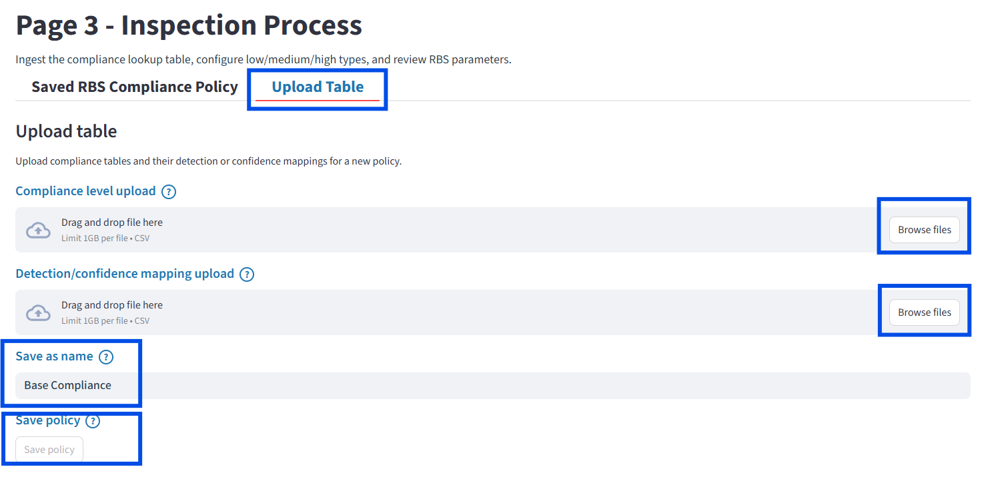 Page 3 - Inspection Process
Ingest the compliance lookup table, configure low/medium/high types, and review RBS parameters.
Saved RBS Compliance Policy Upload Table
Upload table
Upload compliance tables and their detection or confidence mappings for a new policy.
Compliance level upload ?
Drag and drop file here
Limit 1GB per file • CSV
Browse files
Detection/confidence mapping upload ?
Drag and drop file here
Limit 1GB per file • CSV
Browse files
Save as name ?
Base Compliance
Save policy ?
Save policy